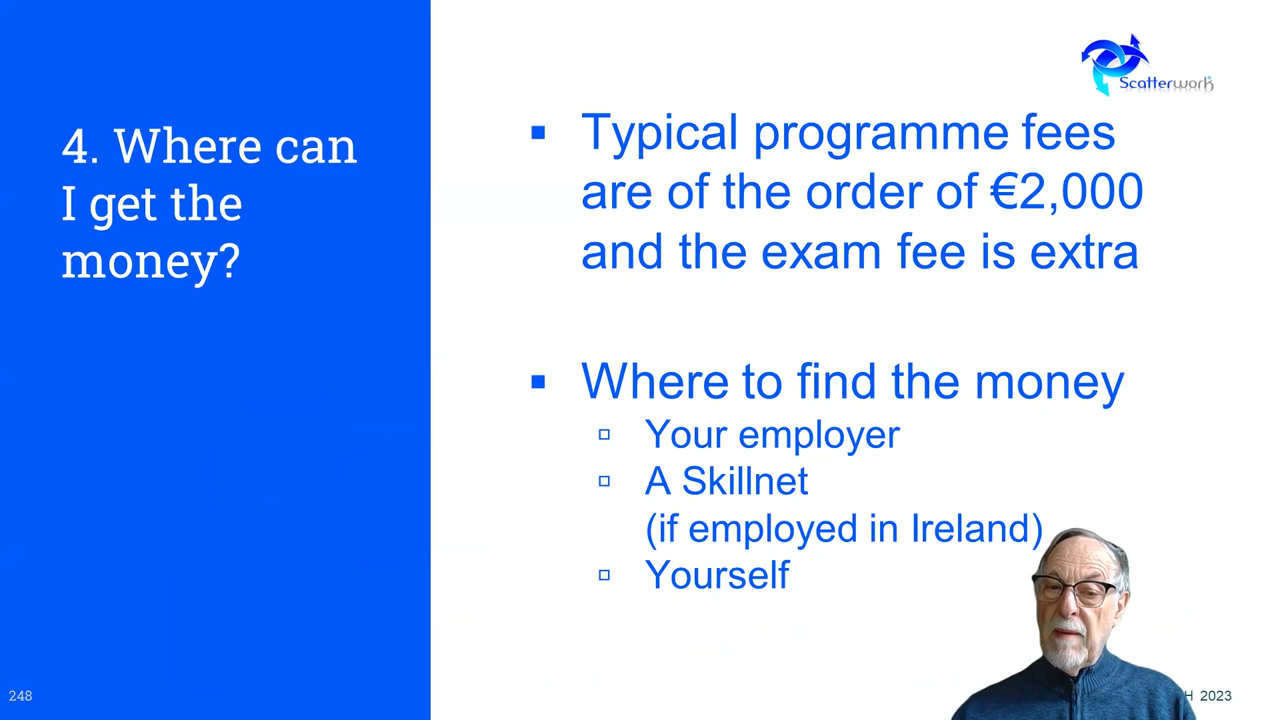 Scatterwork
4. Where can
I get the
money?
▪ Typical programme fees
are of the order of €2,000
and the exam fee is extra
▪ Where to find the money
▫ Your employer
▫ A Skillnet
(if employed in Ireland)
▫ Yourself
248
H 2023